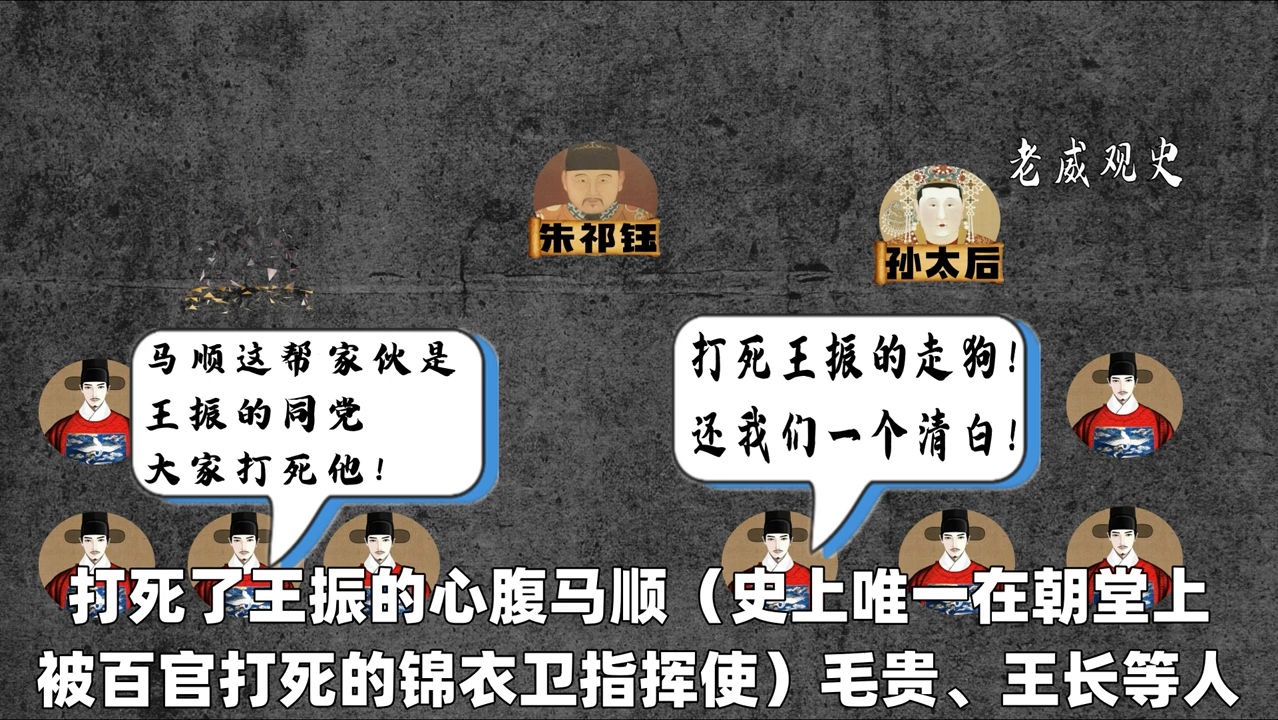 老威观史
朱祁钰
孙太后
马顺这帮家伙是
王振的同党
大家打死他！
打死王振的走狗！
还我们一个清白！
打死了王振的心腹马顺（史上唯一在朝堂上
被百官打死的锦衣卫指挥使）毛贵、王长等人